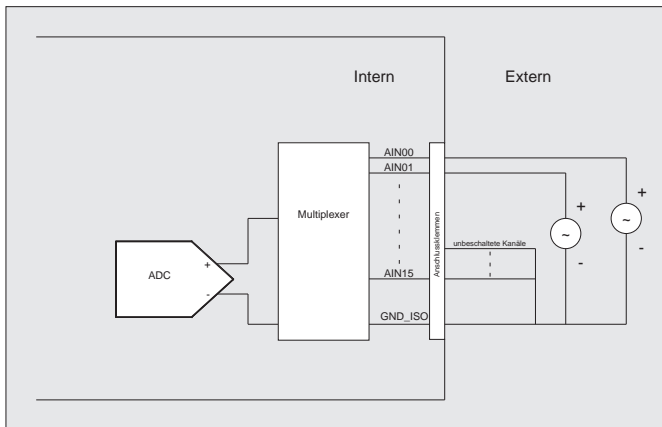 Intern
Extern
AIN00
AIN01
+
+
Multiplexer
Anschlussklemmen
~
~
unbeschaltete Kanäle
-
-
ADC
+
-
AIN15
GND_ISO